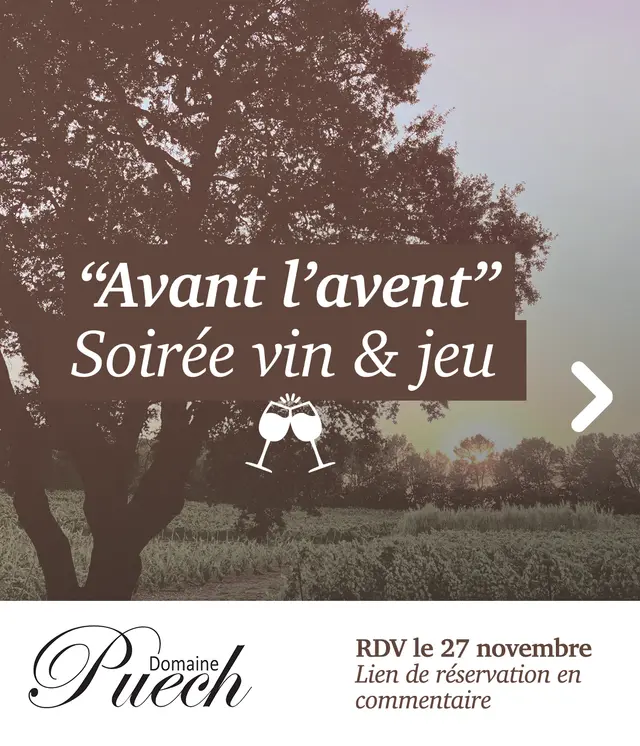 “Avant l’avent”
Soirée vin & jeu
Domaine
Puech
RDV le 27 novembre
Lien de réservation en
commentaire